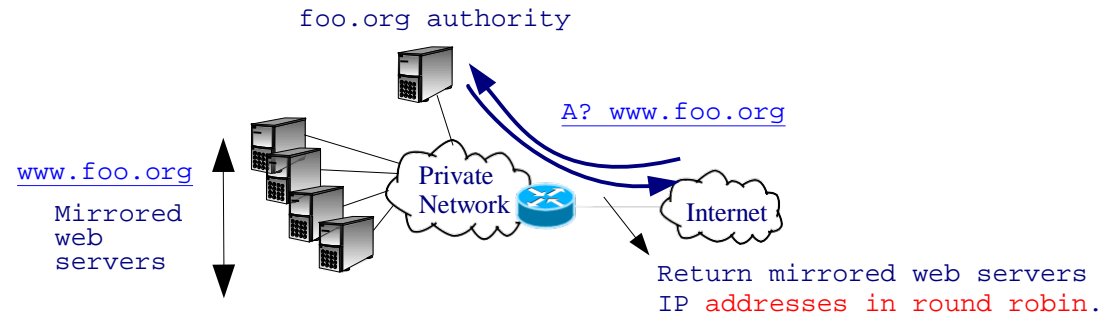 foo.org authority
A? www.foo.org
www.foo.org
Mirrored
web
servers
Private
Network
Internet
Return mirrored web servers
IP addresses in round robin.